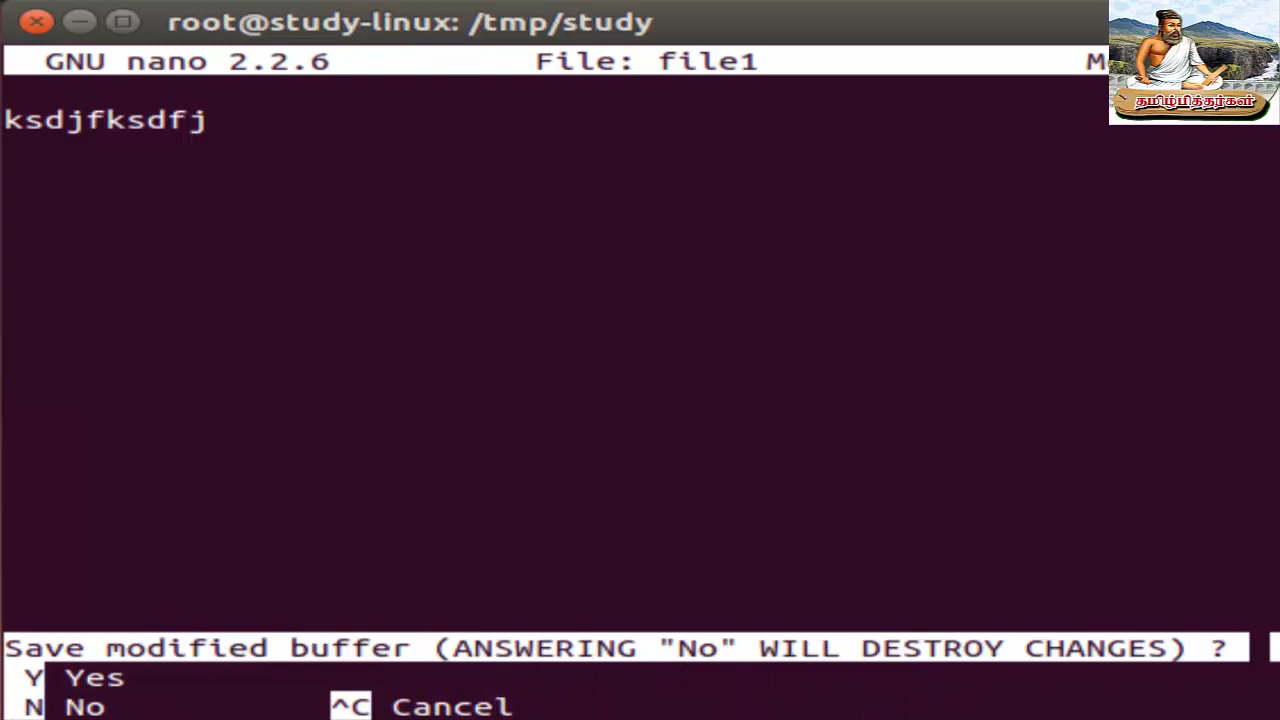 root@study-linux: /tmp/study
GNU nano 2.2.6 File: file1 M
தமிழ்பித்தர்கள்
ksdjfksdfj
Save modified buffer (ANSWERING "No" WILL DESTROY CHANGES) ?
Y Yes
N No ^C Cancel